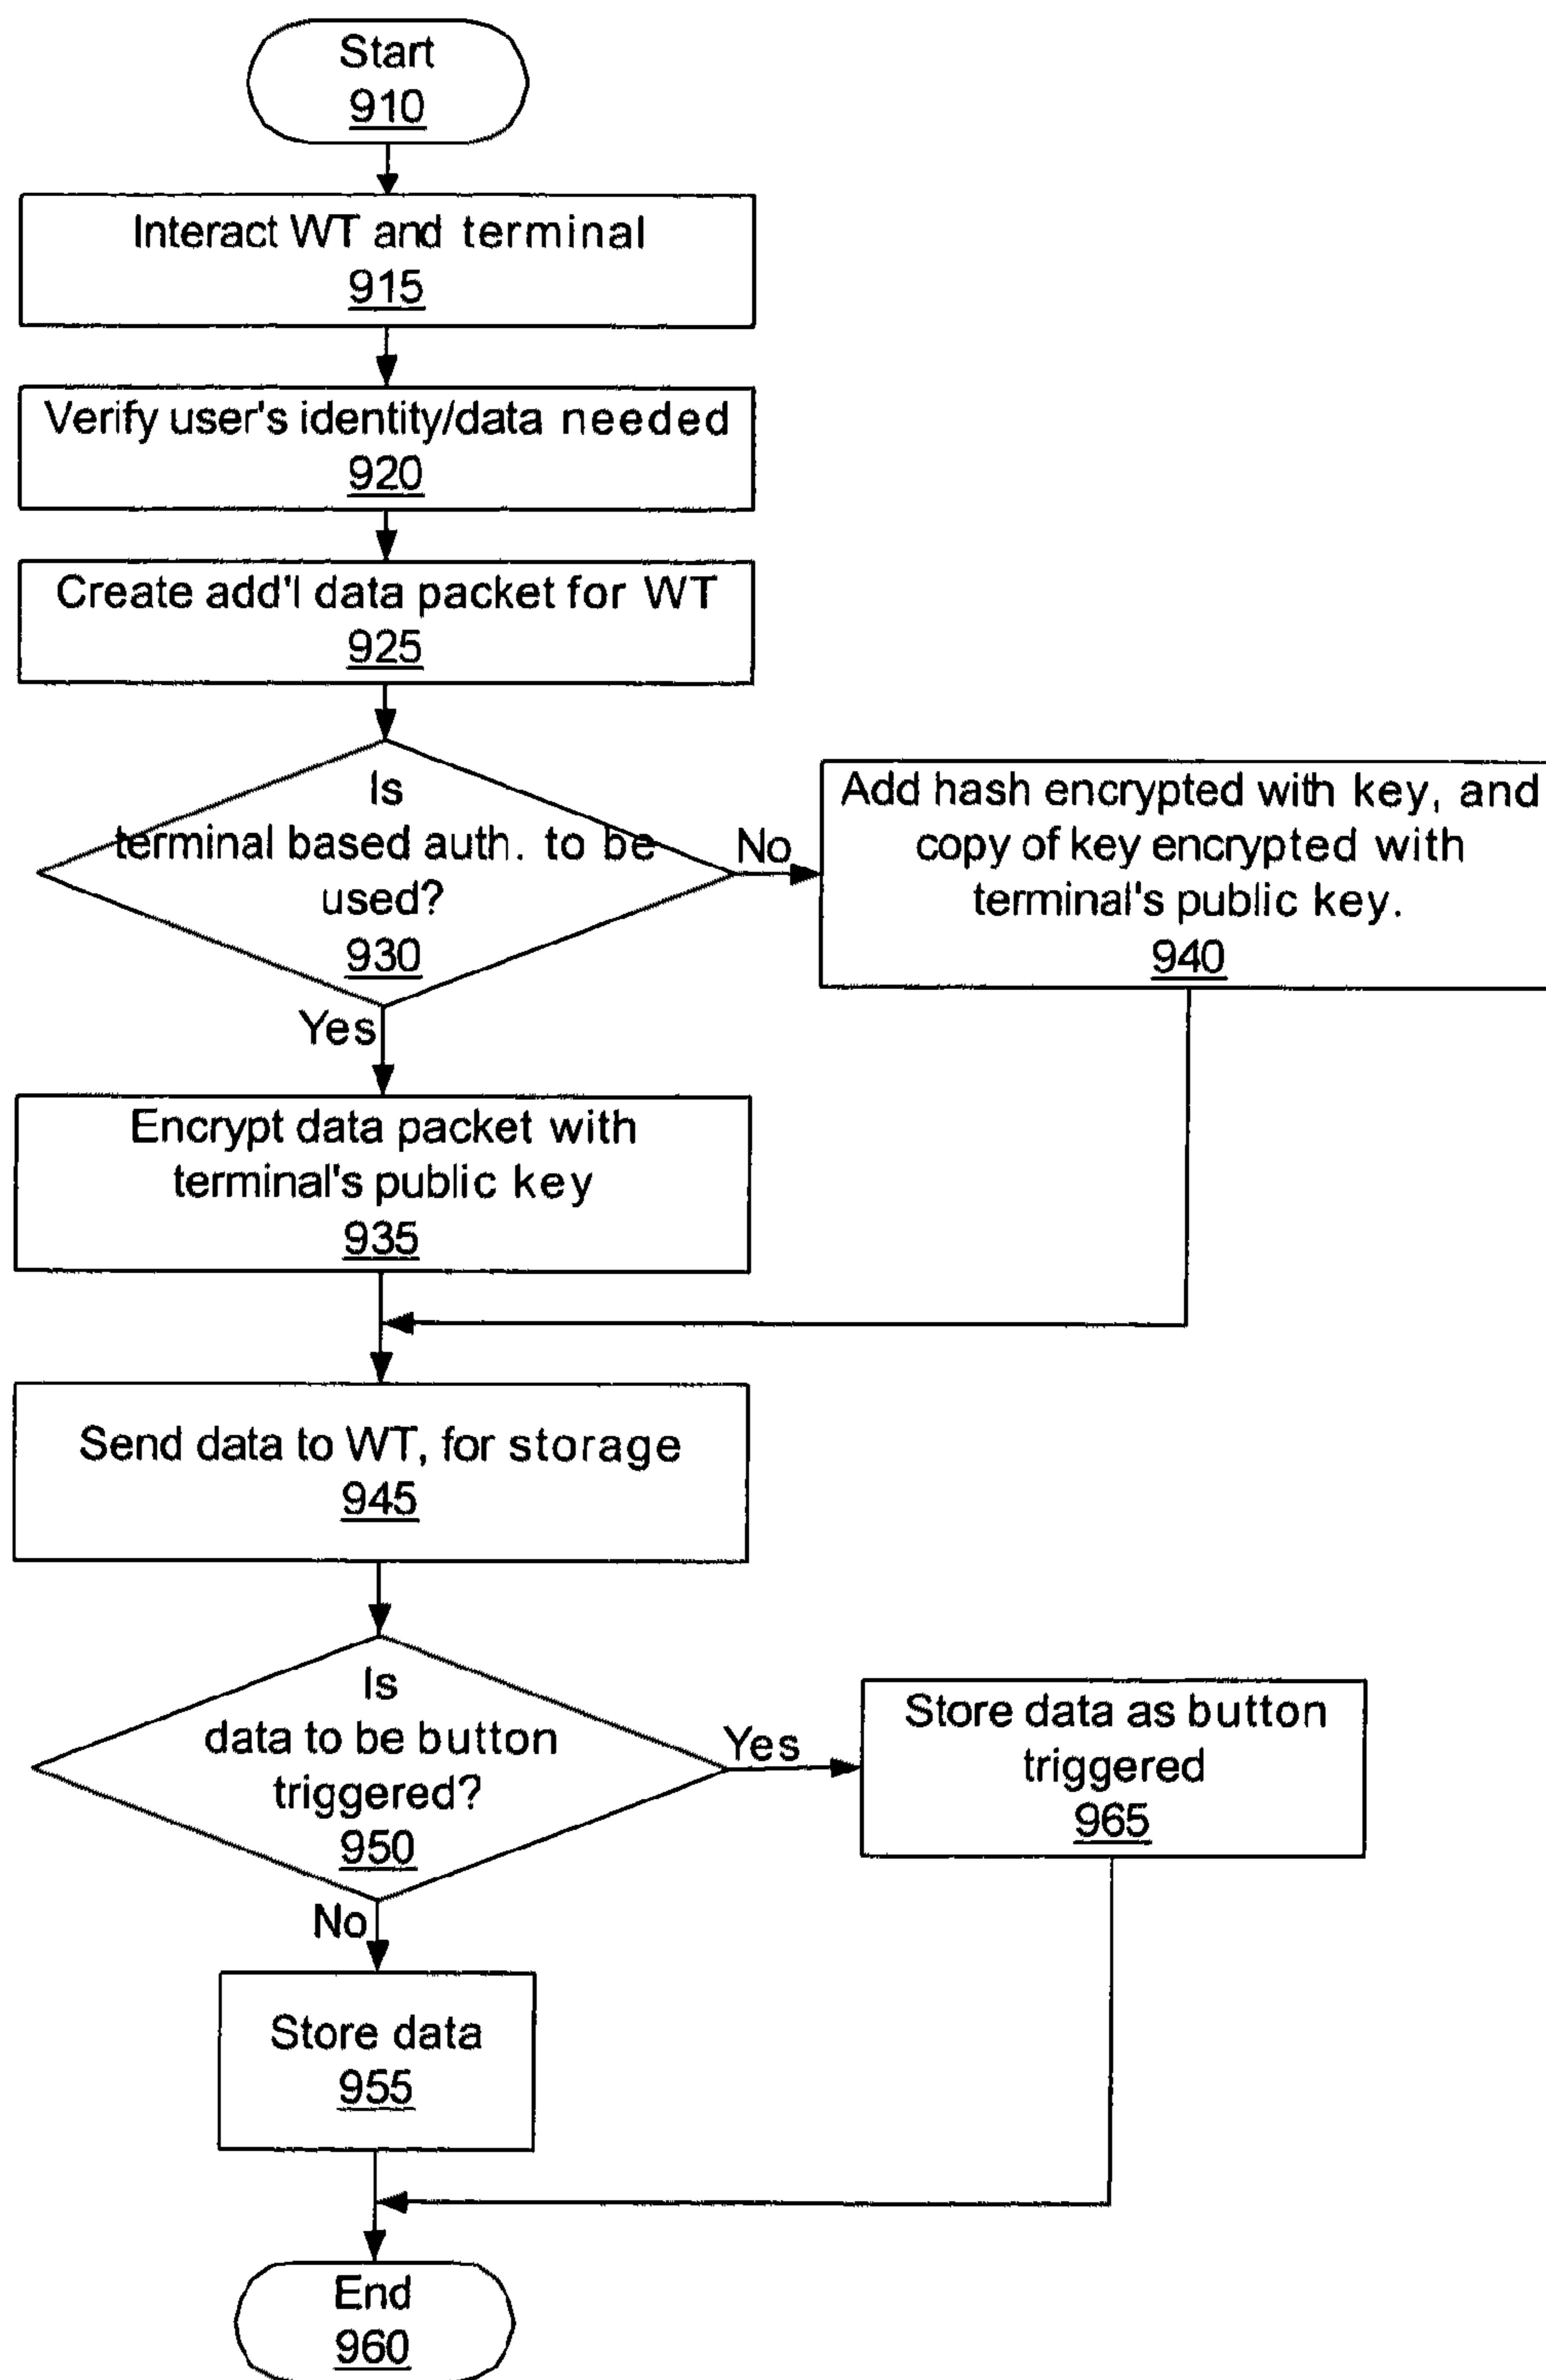 Start
910
Interact WT and terminal
915
Verify user's identity/data needed
920
Create add'l data packet for WT
925
Is
terminal based auth. to be
used?
930
No
Add hash encrypted with key, and
copy of key encrypted with
terminal's public key.
940
Yes
Encrypt data packet with
terminal's public key
935
Send data to WT, for storage
945
Is
data to be button
triggered?
950
Yes
Store data as button
triggered
965
No
Store data
955
End
960